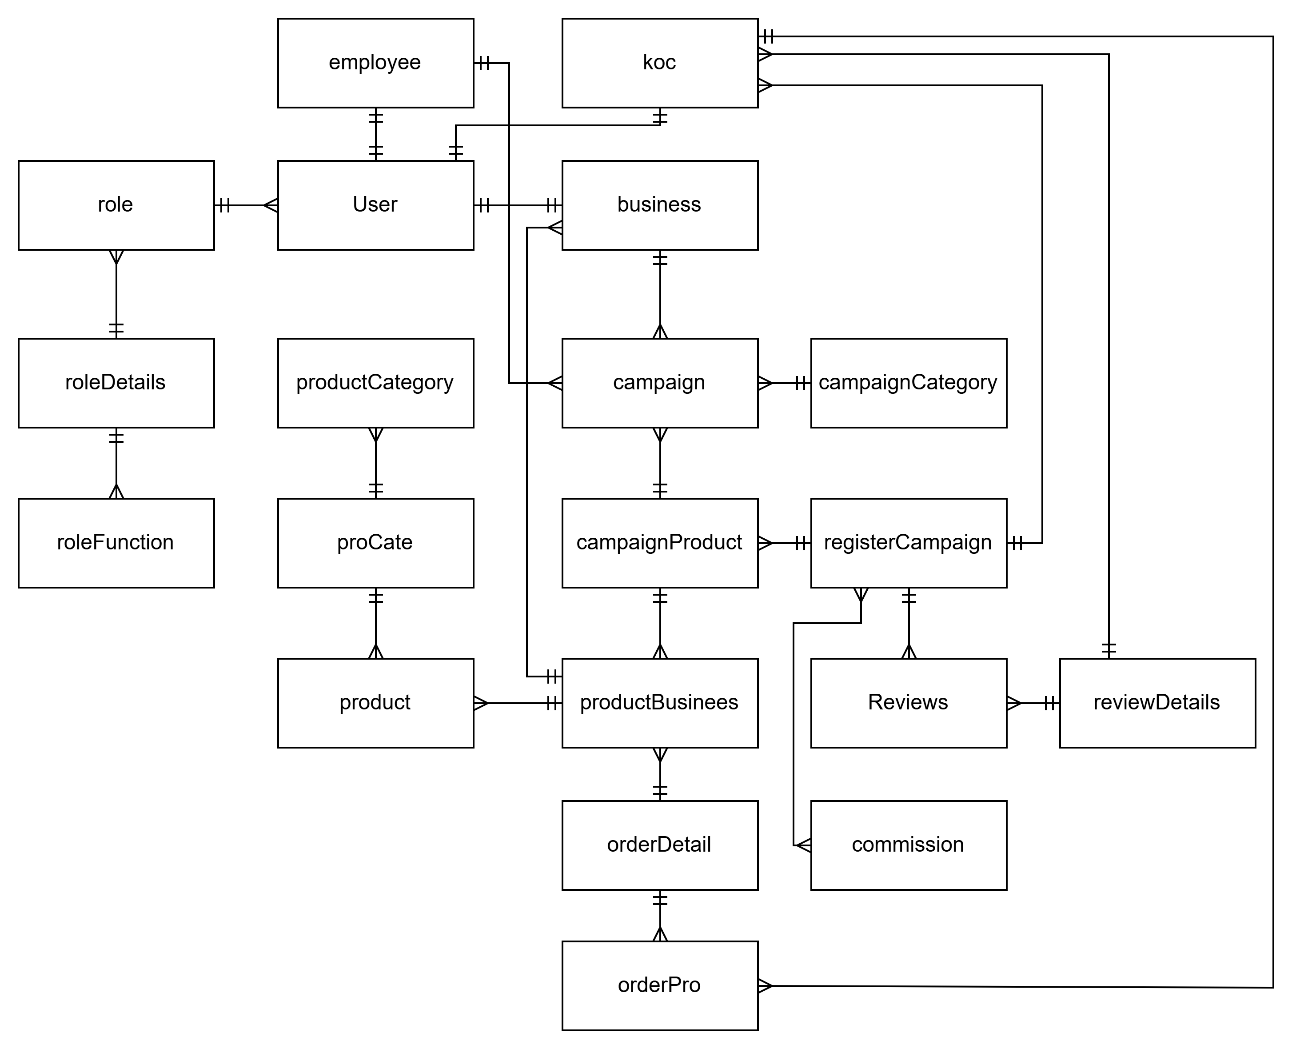 employee
koc
role
User
business
roleDetails
productCategory
campaign
campaignCategory
roleFunction
proCate
campaignProduct
registerCampaign
product
productBusinees
Reviews
reviewDetails
orderDetail
commission
orderPro